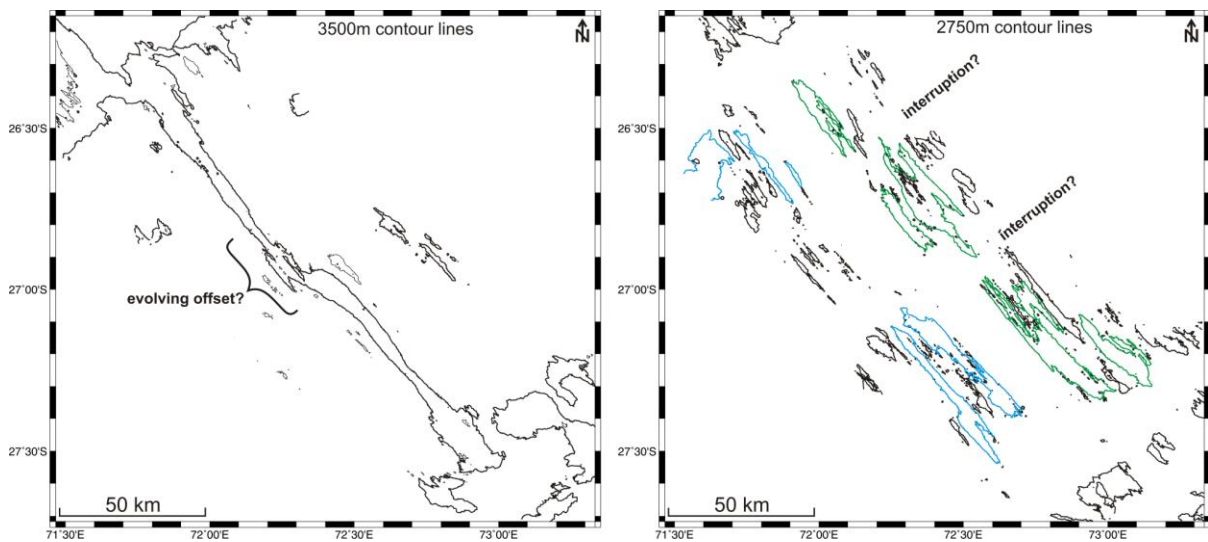 3500m contour lines
N
26˚30'S
27˚00'S
evolving offset?
27˚30'S
50 km
71˚30'E
72˚00'E
72˚30'E
73˚00'E
2750m contour lines
N
interruption?
26˚30'S
interruption?
27˚00'S
27˚30'S
50 km
71˚30'E
72˚00'E
72˚30'E
73˚00'E